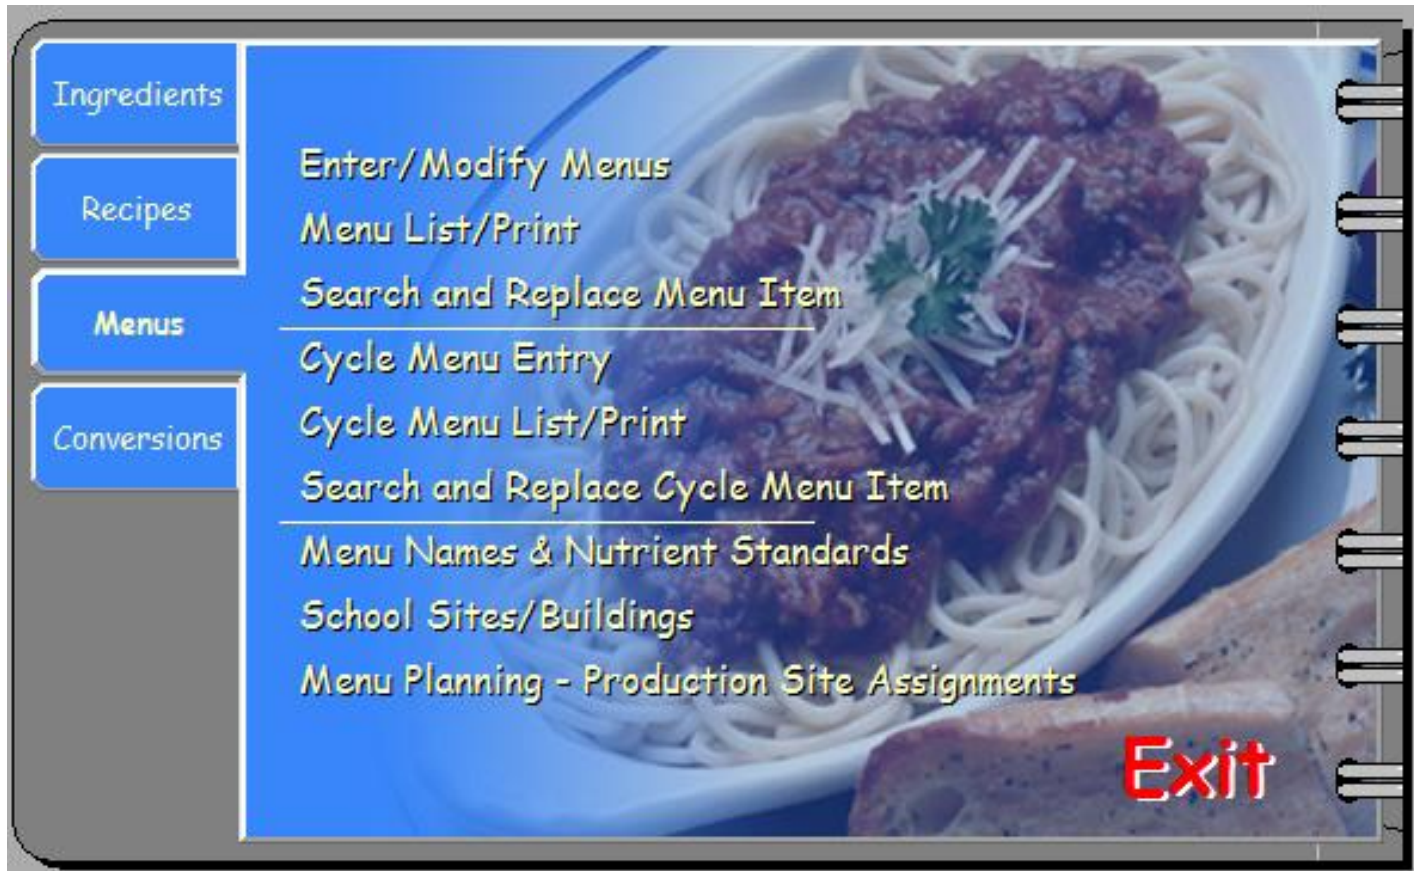 Ingredients
Recipes
Menus
Conversions
Enter/Modify Menus
Menu List/Print
Search and Replace Menu Item
Cycle Menu Entry
Cycle Menu List/Print
Search and Replace Cycle Menu Item
Menu Names & Nutrient Standards
School Sites/Buildings
Menu Planning - Production Site Assignments
Exit